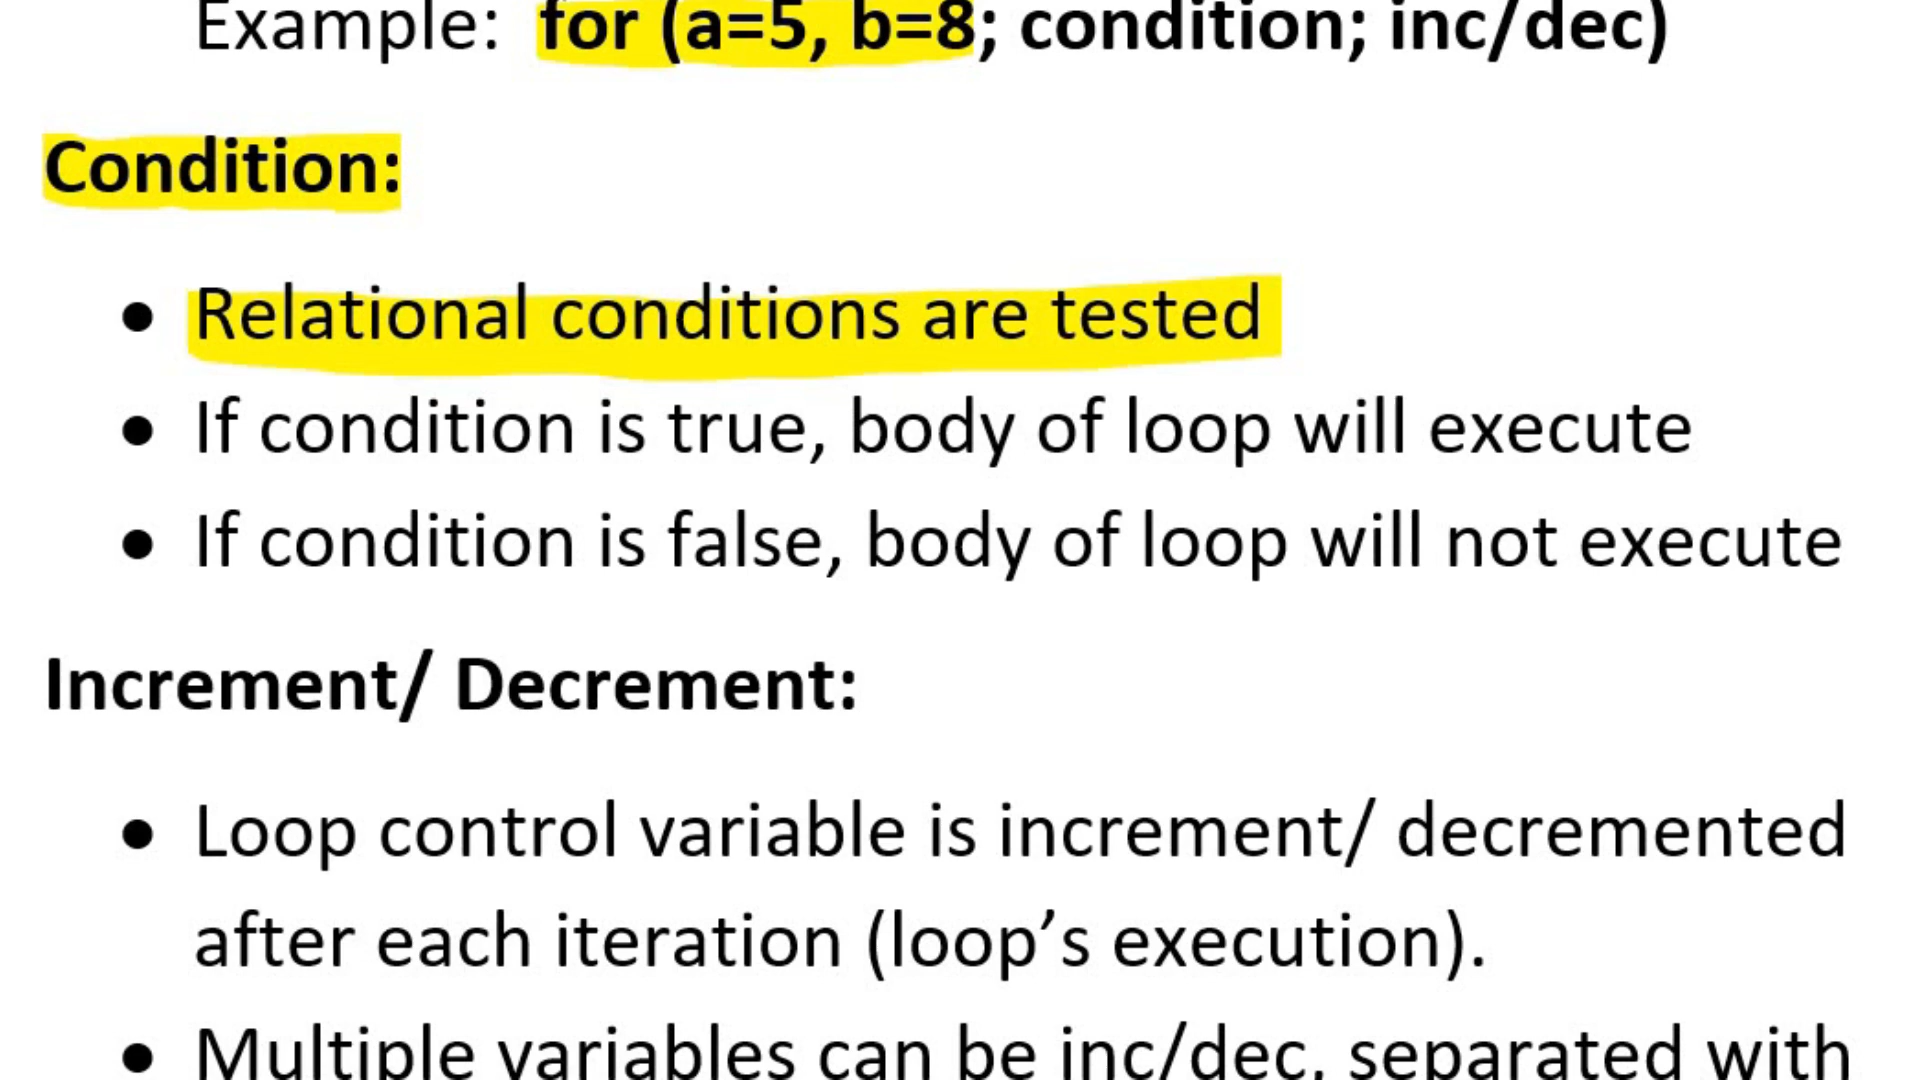 Example: for (a=5, b=8; condition; inc/dec)
Condition:
• Relational conditions are tested
• If condition is true, body of loop will execute
• If condition is false, body of loop will not execute
Increment/ Decrement:
• Loop control variable is increment/ decremented
after each iteration (loop’s execution).
• Multiple variables can be inc/dec, separated with